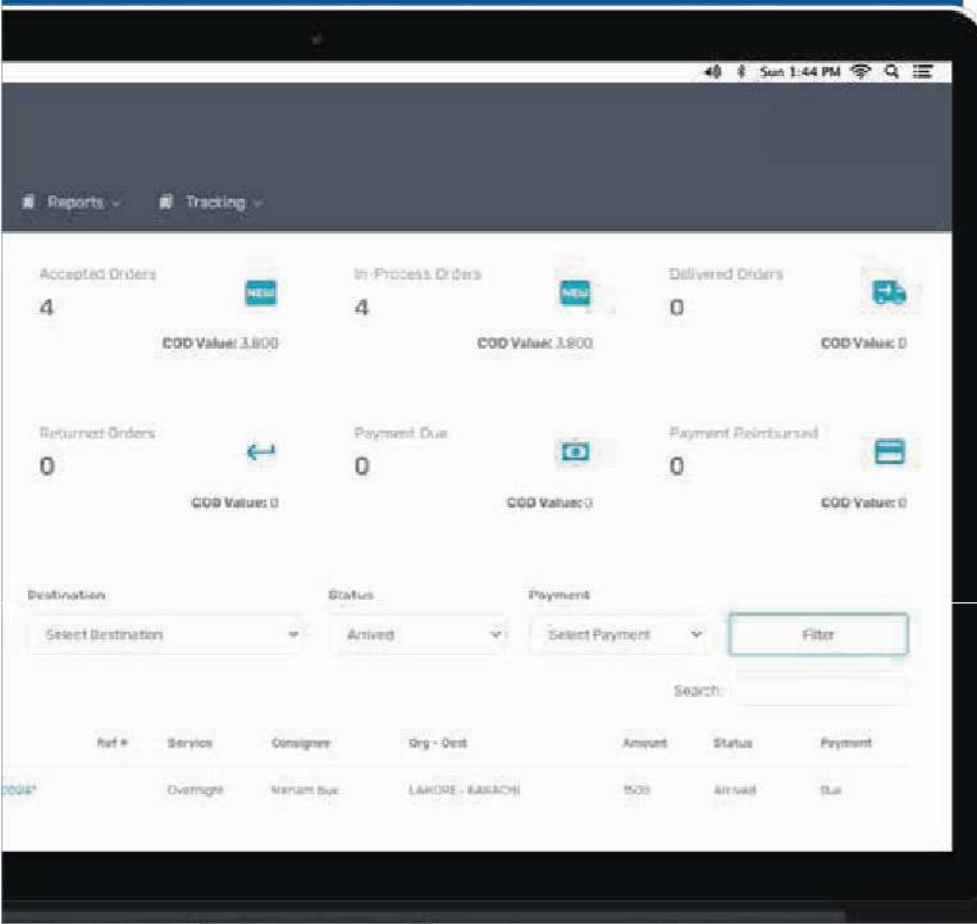 Sun 1:44 PM
Reports Tracking
Accepted Orders In-Process Orders Delivered Orders
4 NEW 4 NEW 0
COD Value: 3,800 COD Value: 3,800 COD Value: 0
Returned Orders Payment Due Payment Reimbursed
0 0 0
COD Value: 0 COD Value: 0 COD Value: 0
Destination Status Payment
Select Destination Arrived Select Payment Filter
Search:
Ref # Service Consignee Org - Dest Amount Status Payment
Overnight LAHORE - KARACHI 1500 Arrived Due